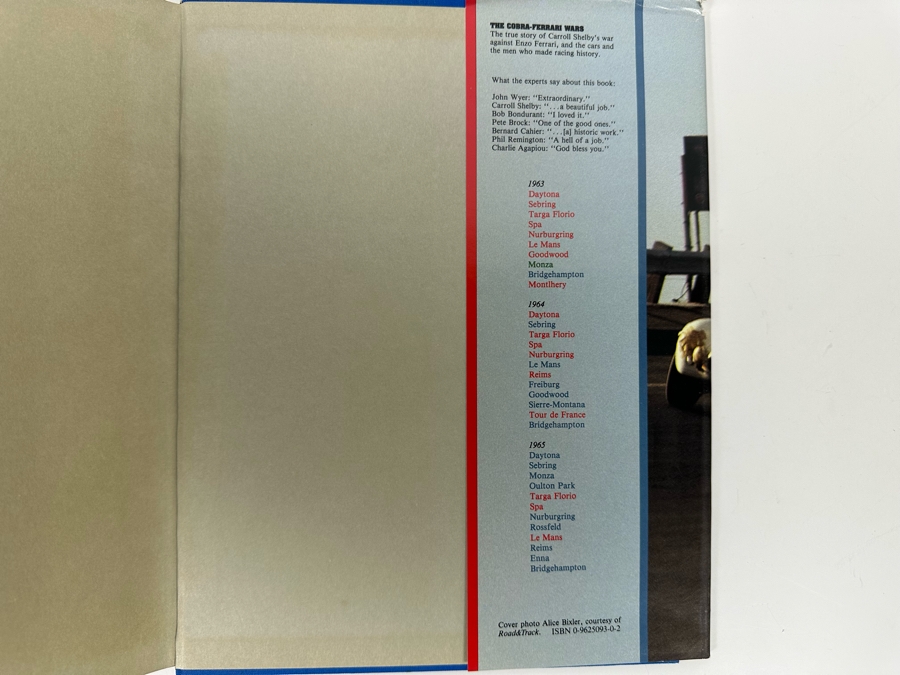 THE COBRA-FERRARI WARS
The true story of Carroll Shelby's war
against Enzo Ferrari, and the cars and
the men who made racing history.
What the experts say about this book:
John Wyer: "Extraordinary."
Carroll Shelby: "...a beautiful job."
Bob Bondurant: "I loved it."
Pete Brock: "One of the good ones."
Bernard Cahier: "...[a] historic work."
Phil Remington: "A hell of a job."
Charlie Agapiou: "God bless you."
1963
Daytona
Sebring
Targa Florio
Spa
Nurburgring
Le Mans
Goodwood
Monza
Bridgehampton
Montlhery
1964
Daytona
Sebring
Targa Florio
Spa
Nurburgring
Le Mans
Reims
Freiburg
Goodwood
Sierre-Montana
Tour de France
Bridgehampton
1965
Daytona
Sebring
Monza
Oulton Park
Targa Florio
Spa
Nurburgring
Rossfeld
Le Mans
Reims
Enna
Bridgehampton
Cover photo Alice Bixler, courtesy of
Road&Track. ISBN 0-9625093-0-2